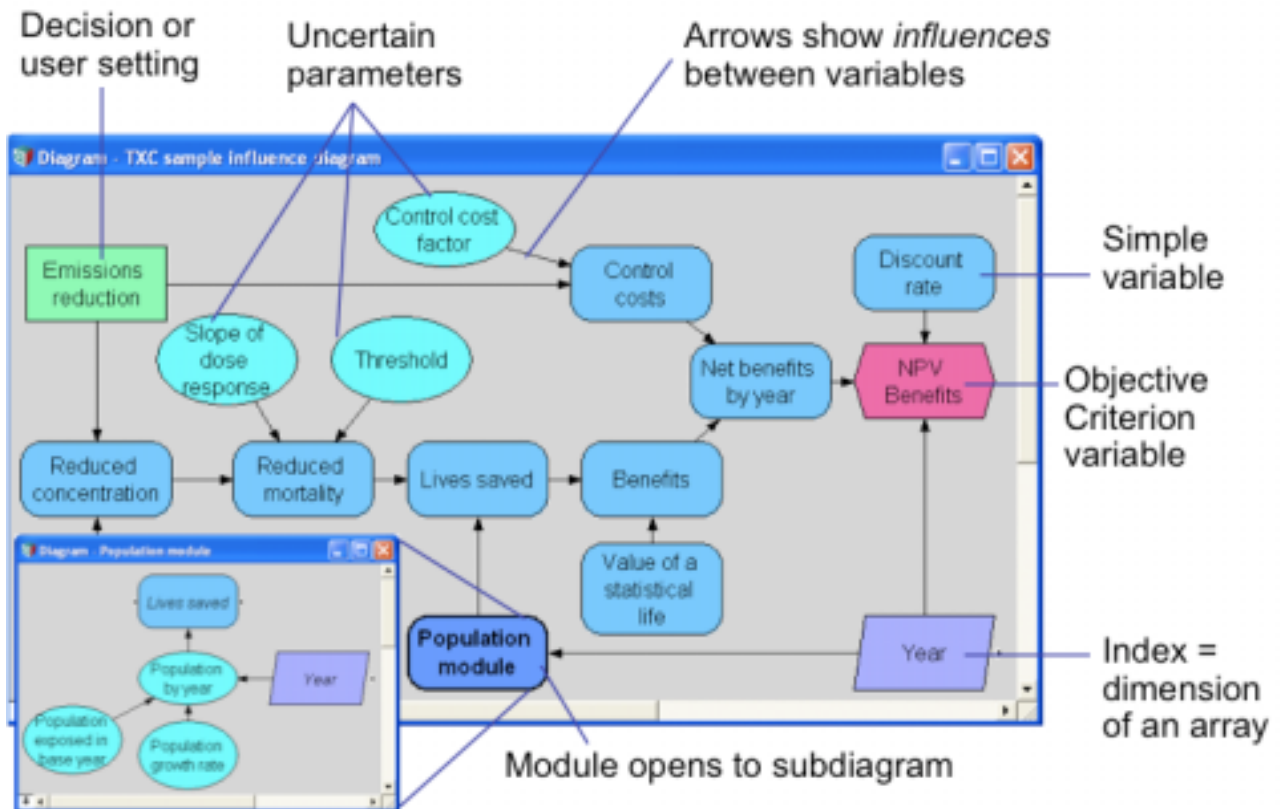 Decision or
user setting
Uncertain
parameters
Arrows show influences
between variables
Diagram - TXC sample influence diagram
Control cost
factor
Emissions
reduction
Control
costs
Discount
rate
Simple
variable
Slope of
dose
response
Threshold
Net benefits
by year
NPV
Benefits
Objective
Criterion
variable
Reduced
concentration
Reduced
mortality
Lives saved
Benefits
Value of a
statistical
life
Diagram - Population module
Lives saved
Population
by year
Year
Population
exposed in
base year
Population
growth rate
Population
module
Year
Index =
dimension
of an array
Module opens to subdiagram